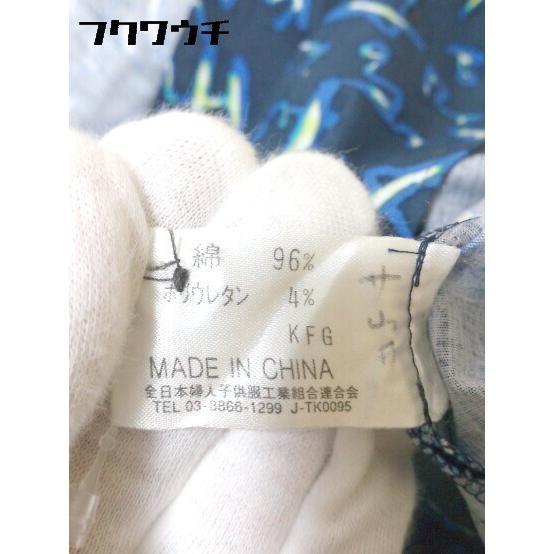 フクワウチ
綿 96%
ポリウレタン 4%
KFG
MADE IN CHINA
全日本婦人子供服工業組合連合会
TEL 03-3866-1299 J-TK0095